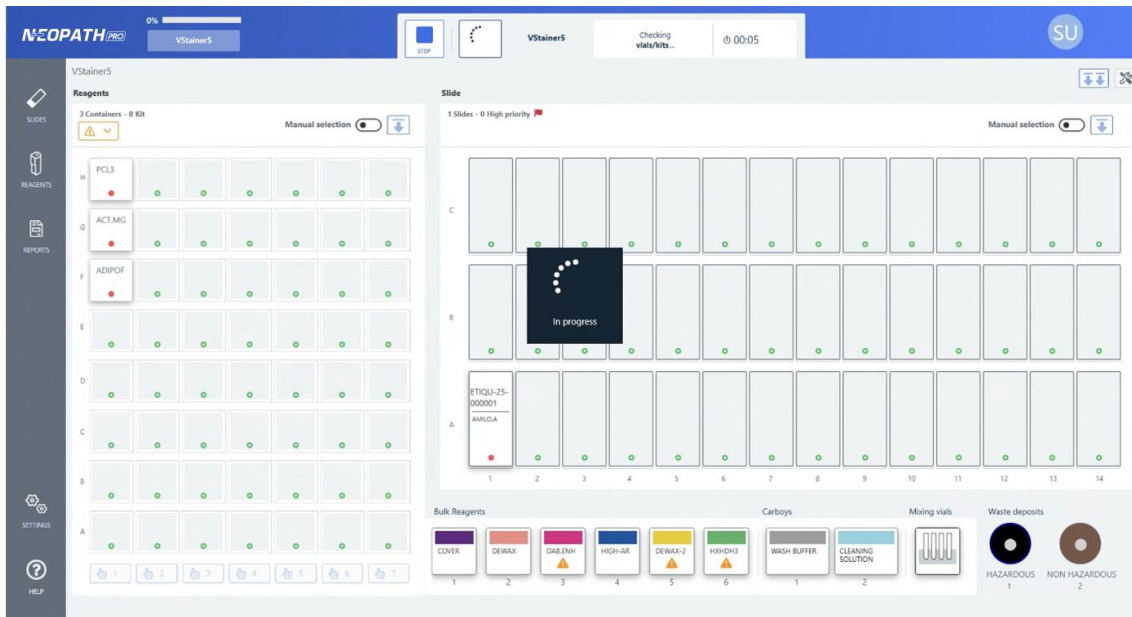 NEOPATH PRO
0%
VStainer5
STOP
VStainer5
Checking
vials/kits...
00:05
SU
SLIDES
REAGENTS
REPORTS
SETTINGS
HELP
VStainer5
Reagents
3 Containers - 0 Kit
Manual selection
H
PCL3
G
ACT.MG
F
ADIPOF
E
D
C
B
A
1 2 3 4 5 6 7
Slide
1 Slides - 0 High priority
Manual selection
C
B
In progress
A
ETIQU-25-
000001
AMILO.A
1 2 3 4 5 6 7 8 9 10 11 12 13 14
Bulk Reagents
COVER DEWAX DAB.ENH HIGH-AR DEWAX-2 HXHDH3
1 2 3 4 5 6
Carboys
WASH BUFFER CLEANING
SOLUTION
1 2
Mixing vials
Waste deposits
HAZARDOUS NON HAZARDOUS
1 2